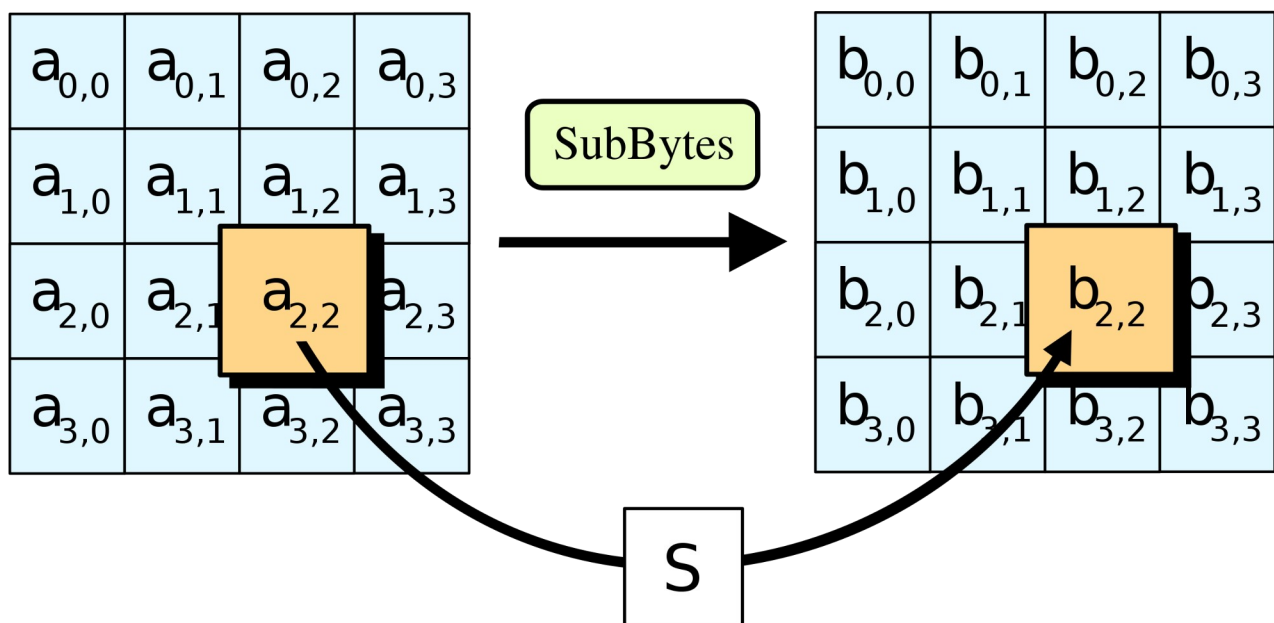 a0,0 a0,1 a0,2 a0,3
a1,0 a1,1 a1,2 a1,3
a2,0 a2,1 a2,2 a2,3
a3,0 a3,1 a3,2 a3,3
SubBytes
b0,0 b0,1 b0,2 b0,3
b1,0 b1,1 b1,2 b1,3
b2,0 b2,1 b2,2 b2,3
b3,0 b3,1 b3,2 b3,3
S